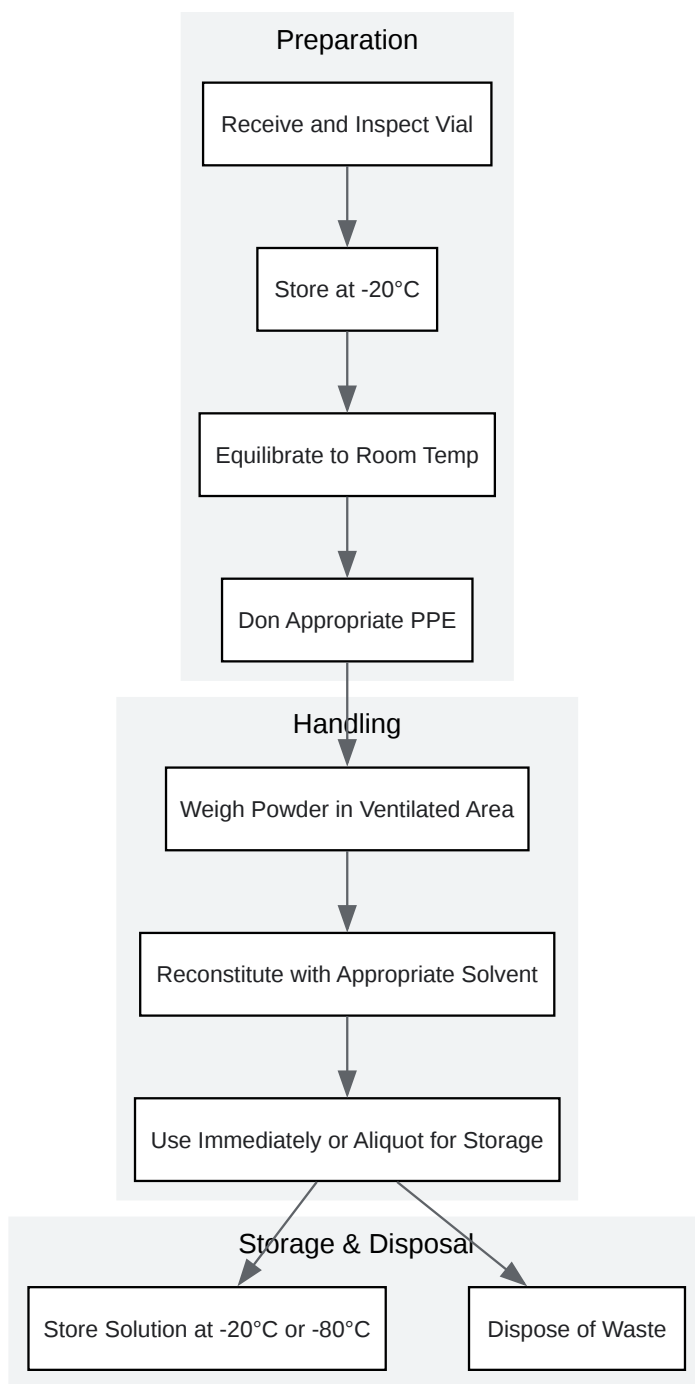 Preparation
Receive and Inspect Vial
Store at -20°C
Equilibrate to Room Temp
Don Appropriate PPE
Handling
Weigh Powder in Ventilated Area
Reconstitute with Appropriate Solvent
Use Immediately or Aliquot for Storage
Storage & Disposal
Store Solution at -20°C or -80°C
Dispose of Waste